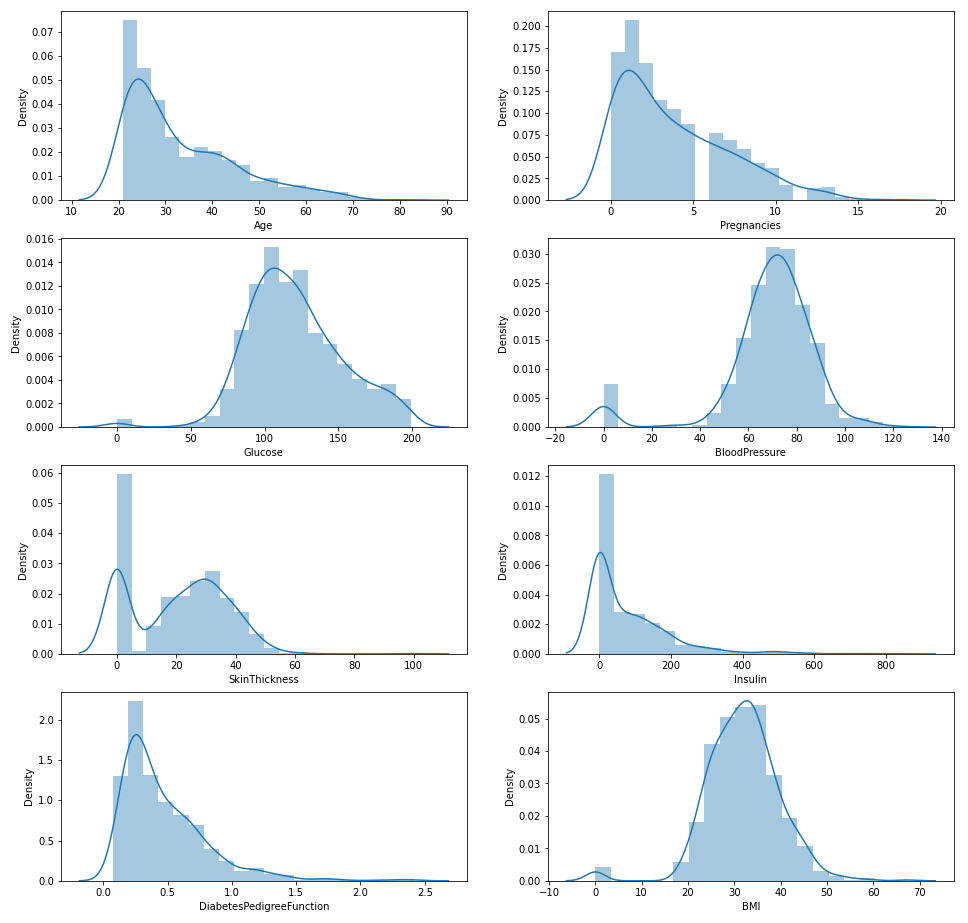 Density
0.07
0.06
0.05
0.04
0.03
0.02
0.01
0.00
10 20 30 40 50 60 70 80 90
Age
Density
0.200
0.175
0.150
0.125
0.100
0.075
0.050
0.025
0.000
0 5 10 15 20
Pregnancies
Density
0.016
0.014
0.012
0.010
0.008
0.006
0.004
0.002
0.000
0 50 100 150 200
Glucose
Density
0.030
0.025
0.020
0.015
0.010
0.005
0.000
−20 0 20 40 60 80 100 120 140
BloodPressure
Density
0.06
0.05
0.04
0.03
0.02
0.01
0.00
0 20 40 60 80 100
SkinThickness
Density
0.012
0.010
0.008
0.006
0.004
0.002
0.000
0 200 400 600 800
Insulin
Density
2.0
1.5
1.0
0.5
0.0
0.0 0.5 1.0 1.5 2.0 2.5
DiabetesPedigreeFunction
Density
0.05
0.04
0.03
0.02
0.01
0.00
−10 0 10 20 30 40 50 60 70
BMI